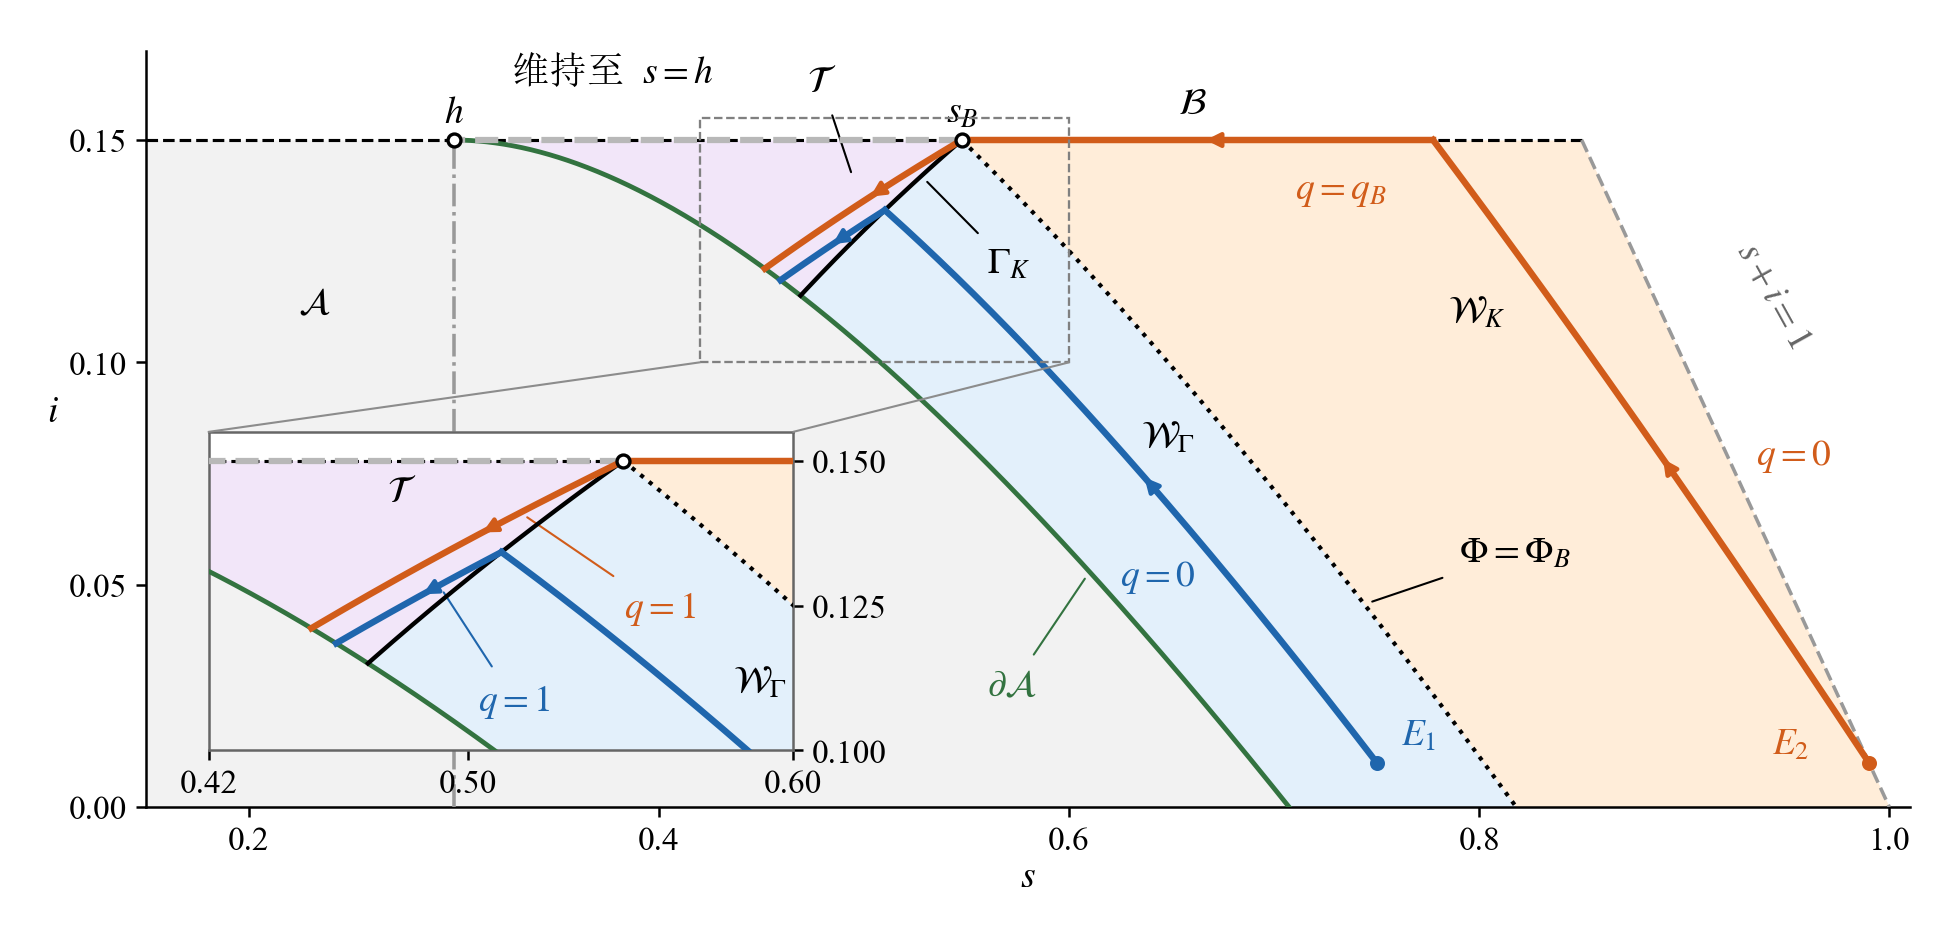 维持至 s = h
𝒯
h
s_B
ℬ
0.15
q = q_B
Γ_K
s + i = 1
𝒜
𝒲_K
0.10
i
𝒲_Γ
q = 0
0.150
𝒯
Φ = Φ_B
q = 0
0.05
0.125
q = 1
∂𝒜
𝒲_Γ
q = 1
E_1
E_2
0.100
0.42
0.50
0.60
0.00
0.2
0.4
0.6
0.8
1.0
s